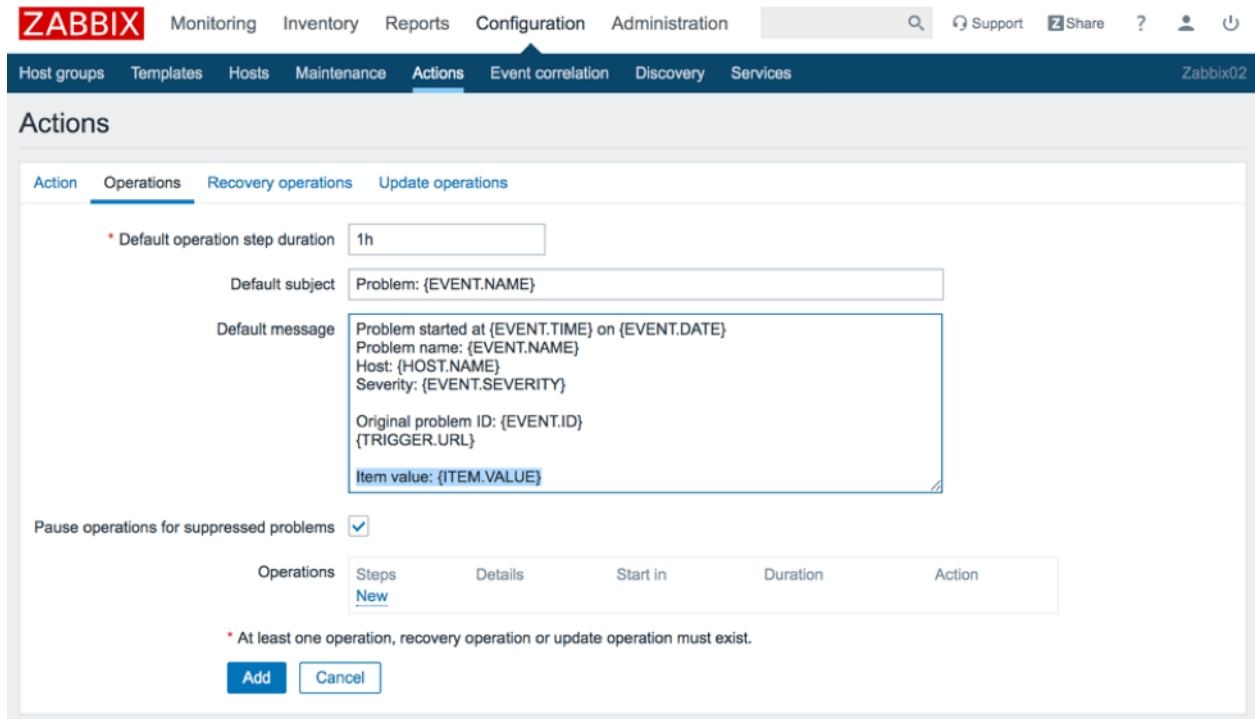 ZABBIX Monitoring Inventory Reports Configuration Administration Support Z Share ?
Host groups Templates Hosts Maintenance Actions Event correlation Discovery Services Zabbix02
Actions
Action Operations Recovery operations Update operations
* Default operation step duration 1h
Default subject Problem: {EVENT.NAME}
Default message Problem started at {EVENT.TIME} on {EVENT.DATE}
Problem name: {EVENT.NAME}
Host: {HOST.NAME}
Severity: {EVENT.SEVERITY}
Original problem ID: {EVENT.ID}
{TRIGGER.URL}
Item value: {ITEM.VALUE}
Pause operations for suppressed problems
Operations Steps Details Start in Duration Action
New
* At least one operation, recovery operation or update operation must exist.
Add Cancel